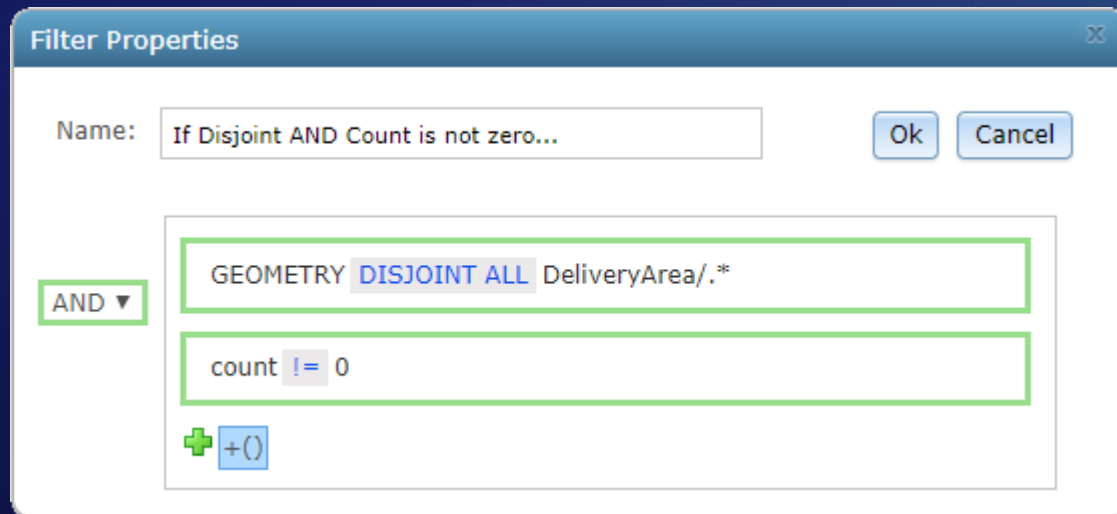 Filter Properties x
Name: If Disjoint AND Count is not zero... Ok Cancel
GEOMETRY DISJOINT ALL DeliveryArea/.*
AND ▼
count != 0
+()